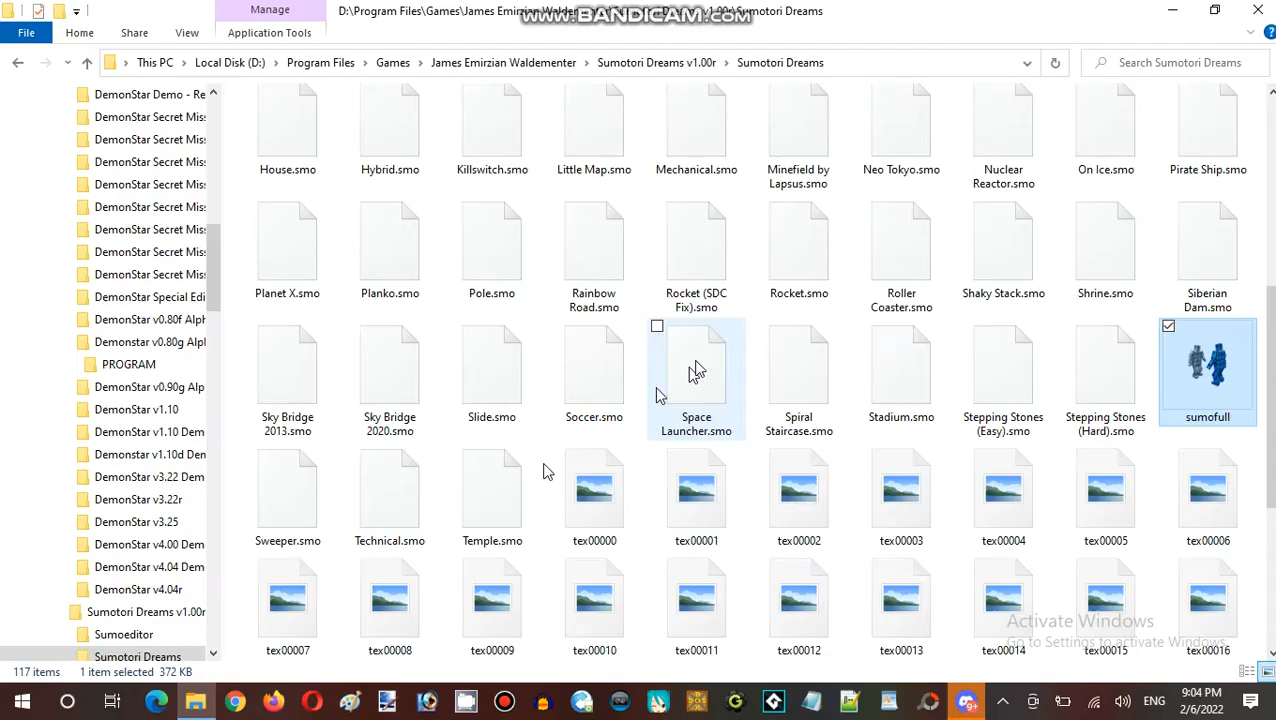 Manage
D:\Program Files\Games\James Emirzian Waldementer\Sumotori Dreams v1.00r\Sumotori Dreams
www.BANDICAM.com
File Home Share View Application Tools
This PC > Local Disk (D:) > Program Files > Games > James Emirzian Waldementer > Sumotori Dreams v1.00r > Sumotori Dreams
Search Sumotori Dreams
DemonStar Demo - Re
DemonStar Secret Mis
DemonStar Secret Mis
DemonStar Secret Mis
DemonStar Secret Mis
DemonStar Secret Mis
DemonStar Secret Mis
DemonStar Secret Mis
DemonStar Secret Mis
DemonStar Special Edi
DemonStar v0.80f Alph
Demonstar v0.80g Alpl
PROGRAM
DemonStar v0.90g Alp
DemonStar v1.10
DemonStar v1.10 Demo
Demonstar v1.10d Dem
DemonStar v3.22 Dem
DemonStar v3.22r
DemonStar v3.25
DemonStar v4.00 Dem
DemonStar v4.04 Dem
DemonStar v4.04r
Sumotori Dreams v1.00r
Sumoeditor
Sumotori Dreams
House.smo Hybrid.smo Killswitch.smo Little Map.smo Mechanical.smo Minefield by Neo Tokyo.smo Nuclear On Ice.smo Pirate Ship.smo
Lapsus.smo Reactor.smo
Planet X.smo Planko.smo Pole.smo Rainbow Rocket (SDC Rocket.smo Roller Shaky Stack.smo Shrine.smo Siberian
Road.smo Fix).smo Coaster.smo Dam.smo
Sky Bridge Sky Bridge Slide.smo Soccer.smo Space Spiral Stadium.smo Stepping Stones Stepping Stones sumofull
2013.smo 2020.smo Launcher.smo Staircase.smo (Easy).smo (Hard).smo
Sweeper.smo Technical.smo Temple.smo tex00000 tex00001 tex00002 tex00003 tex00004 tex00005 tex00006
tex00007 tex00008 tex00009 tex00010 tex00011 tex00012 tex00013 tex00014 tex00015 tex00016
Activate Windows
Go to Settings to activate Windows.
117 items 1 item selected 372 KB
ENG 9:04 PM
2/6/2022
9+